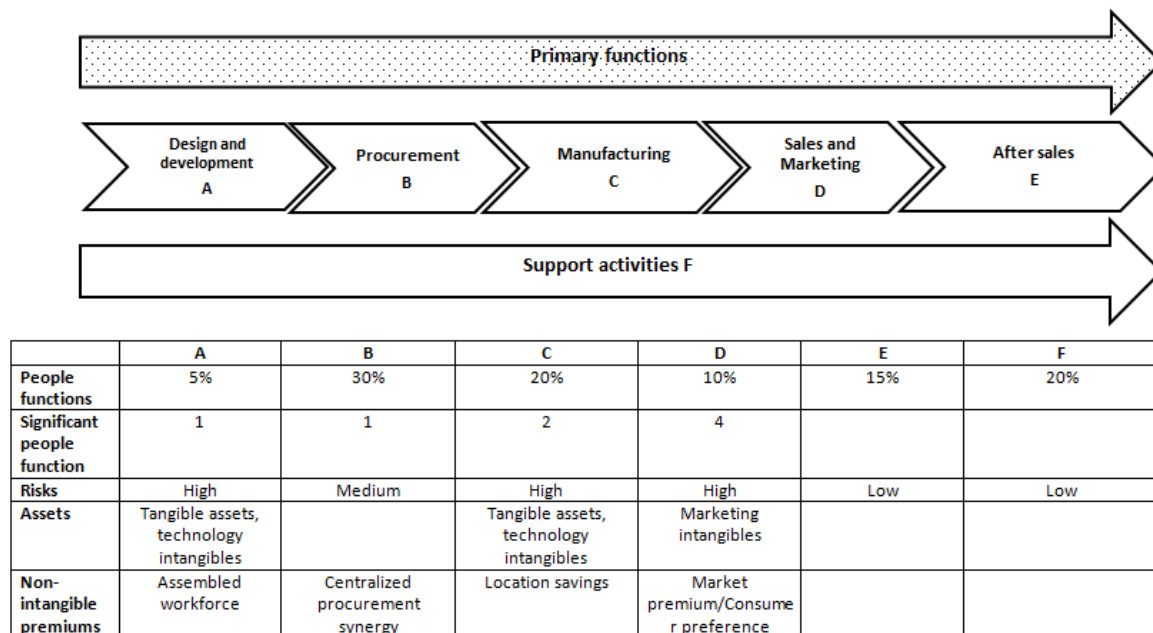 Primary functions
Design and
development
A
Procurement
B
Manufacturing
C
Sales and
Marketing
D
After sales
E
Support activities F
A B C D E F
People
functions
5% 30% 20% 10% 15% 20%
Significant
people
function
1 1 2 4
Risks High Medium High High Low Low
Assets
Tangible assets,
technology
intangibles
Tangible assets,
technology
intangibles
Marketing
intangibles
Non-
intangible
premiums
Assembled
workforce
Centralized
procurement
synergy
Location savings
Market
premium/Consume
r preference